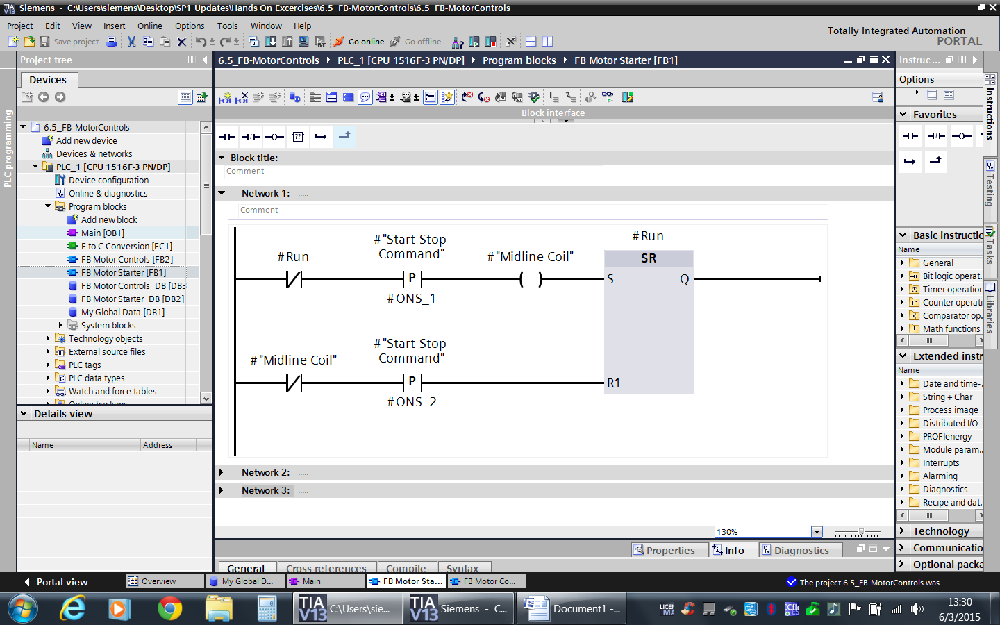 TIA V13 Siemens - C:\Users\siemens\Desktop\SP1 Updates\Hands On Excercises\6.5_FB-MotorControls\6.5_FB-MotorControls
Project Edit View Insert Online Options Tools Window Help
Totally Integrated Automation
PORTAL
Save project Go online Go offline
Project tree
6.5_FB-MotorControls PLC_1 [CPU 1516F-3 PN/DP] Program blocks FB Motor Starter [FB1]
Instruc...
Devices
Options
Block interface
PLC programming
Favorites
6.5_FB-MotorControls
Add new device
Devices & networks
PLC_1 [CPU 1516F-3 PN/DP]
Device configuration
Online & diagnostics
Program blocks
Add new block
Main [OB1]
F to C Conversion [FC1]
FB Motor Controls [FB2]
FB Motor Starter [FB1]
FB Motor Controls_DB [DB3
FB Motor Starter_DB [DB2]
My Global Data [DB1]
System blocks
Technology objects
External source files
PLC tags
PLC data types
Watch and force tables
Online backups
Details view
Name Address
??
Block title: .....
Comment
Network 1: .....
Comment
#Run
#"Start-Stop
Command"
P
#ONS_1
#"Midline Coil"
#Run
SR
S Q
#"Midline Coil"
#"Start-Stop
Command"
P
#ONS_2
R1
Network 2: .....
Network 3: .....
130%
Properties Info Diagnostics
General Cross-references Compile Syntax
Basic instructic
Name
General
Bit logic operat.
Timer operation
Counter operati
Comparator op.
Math functions
Extended instr
Name
Date and time-.
String + Char
Process image
Distributed I/O
PROFIenergy
Module param..
Interrupts
Alarming
Diagnostics
Recipe and dat.
Technology
Communicatio
Optional packa
Instructions
Testing
Tasks
Libraries
Portal view Overview My Global D... Main FB Motor Sta... FB Motor Co...
The project 6.5_FB-MotorControls was ...
TIA V13 C:\Users\sie... TIA V13 Siemens - C... Document1 -...
13:30
6/3/2015